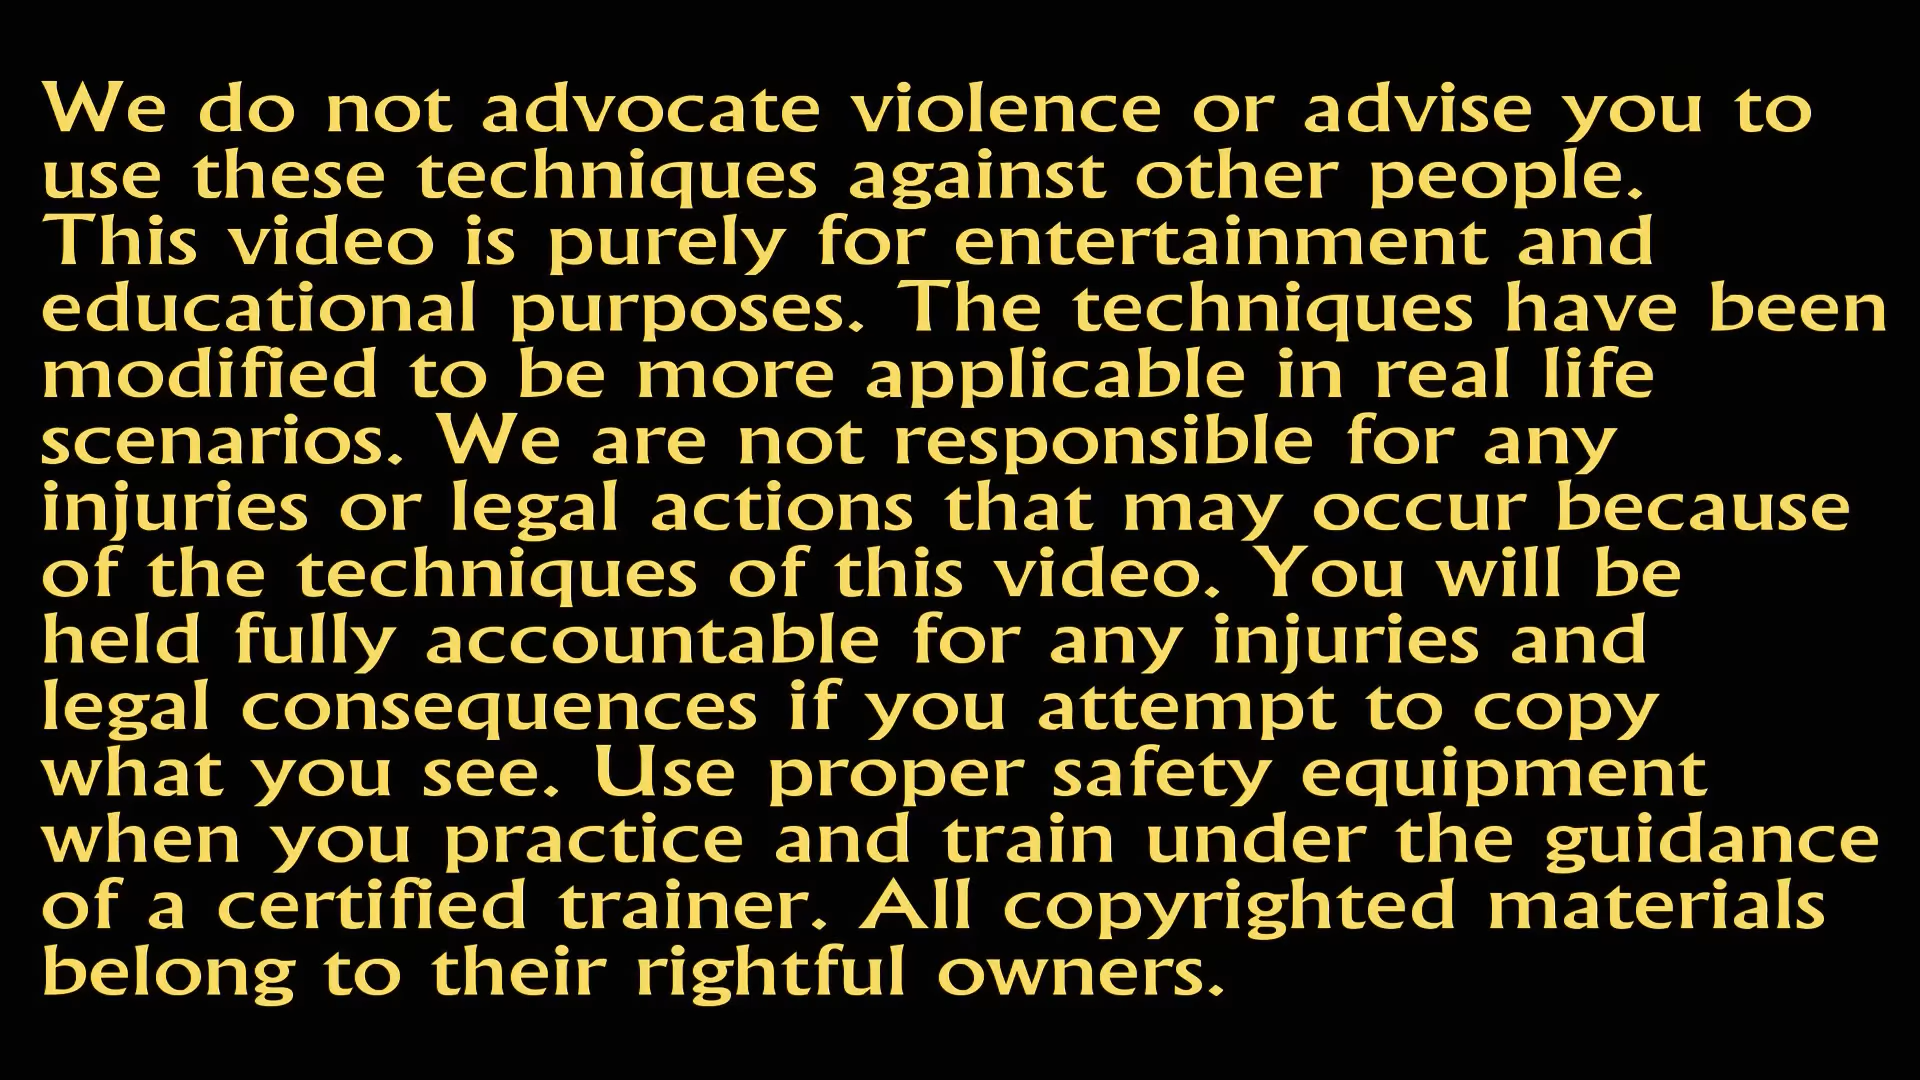 We do not advocate violence or advise you to
use these techniques against other people.
This video is purely for entertainment and
educational purposes. The techniques have been
modified to be more applicable in real life
scenarios. We are not responsible for any
injuries or legal actions that may occur because
of the techniques of this video. You will be
held fully accountable for any injuries and
legal consequences if you attempt to copy
what you see. Use proper safety equipment
when you practice and train under the guidance
of a certified trainer. All copyrighted materials
belong to their rightful owners.